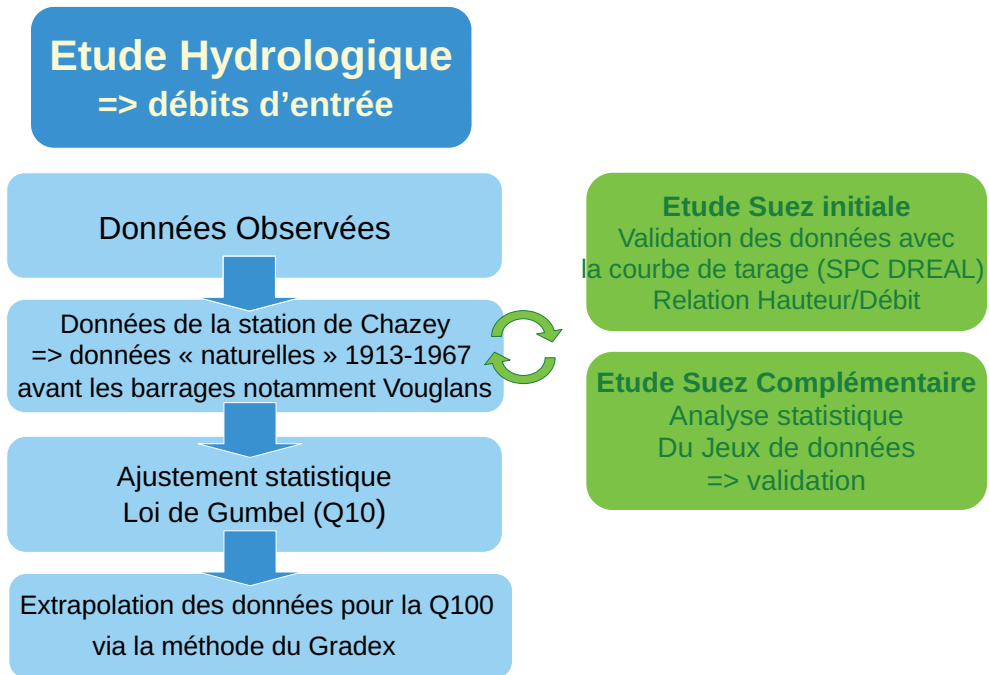 Etude Hydrologique
=> débits d’entrée
Données Observées
Données de la station de Chazey
=> données « naturelles » 1913-1967
avant les barrages notamment Vouglans
Ajustement statistique
Loi de Gumbel (Q10)
Extrapolation des données pour la Q100
via la méthode du Gradex
Etude Suez initiale
Validation des données avec
la courbe de tarage (SPC DREAL)
Relation Hauteur/Débit
Etude Suez Complémentaire
Analyse statistique
Du Jeux de données
=> validation